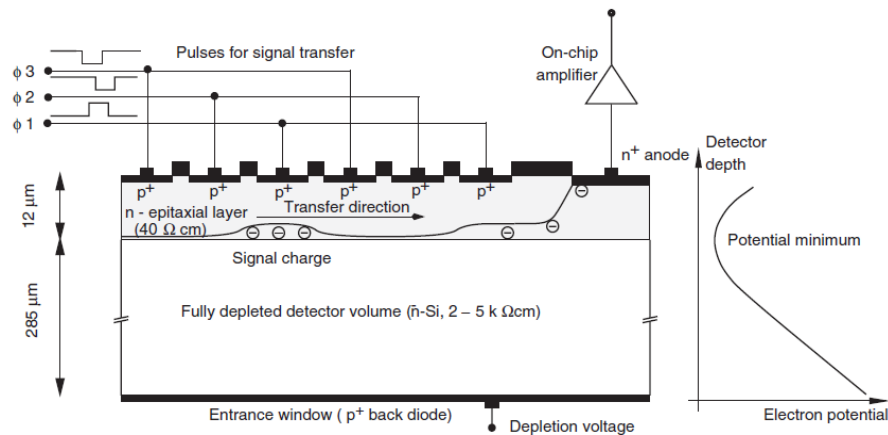 Pulses for signal transfer
On-chip
amplifier
ϕ 3
ϕ 2
ϕ 1
n⁺ anode
Detector
depth
p⁺ p⁺ p⁺ p⁺ p⁺ p⁺
12 µm
n - epitaxial layer
(40 Ω cm)
Transfer direction
Signal charge
Potential minimum
285 µm
Fully depleted detector volume (n̄-Si, 2 – 5 k Ωcm)
Entrance window ( p⁺ back diode)
Depletion voltage
Electron potential